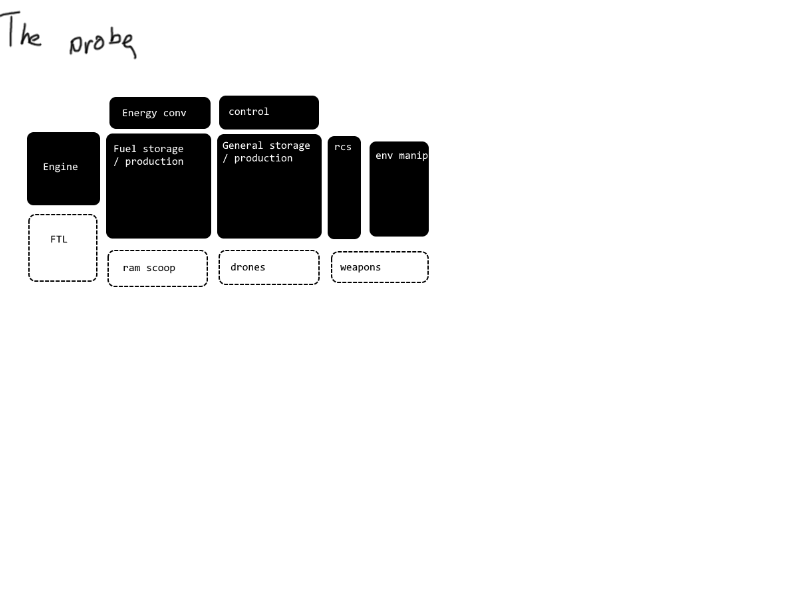 The probe
Energy conv
control
Engine
Fuel storage
/ production
General storage
/ production
rcs
env manip
FTL
ram scoop
drones
weapons